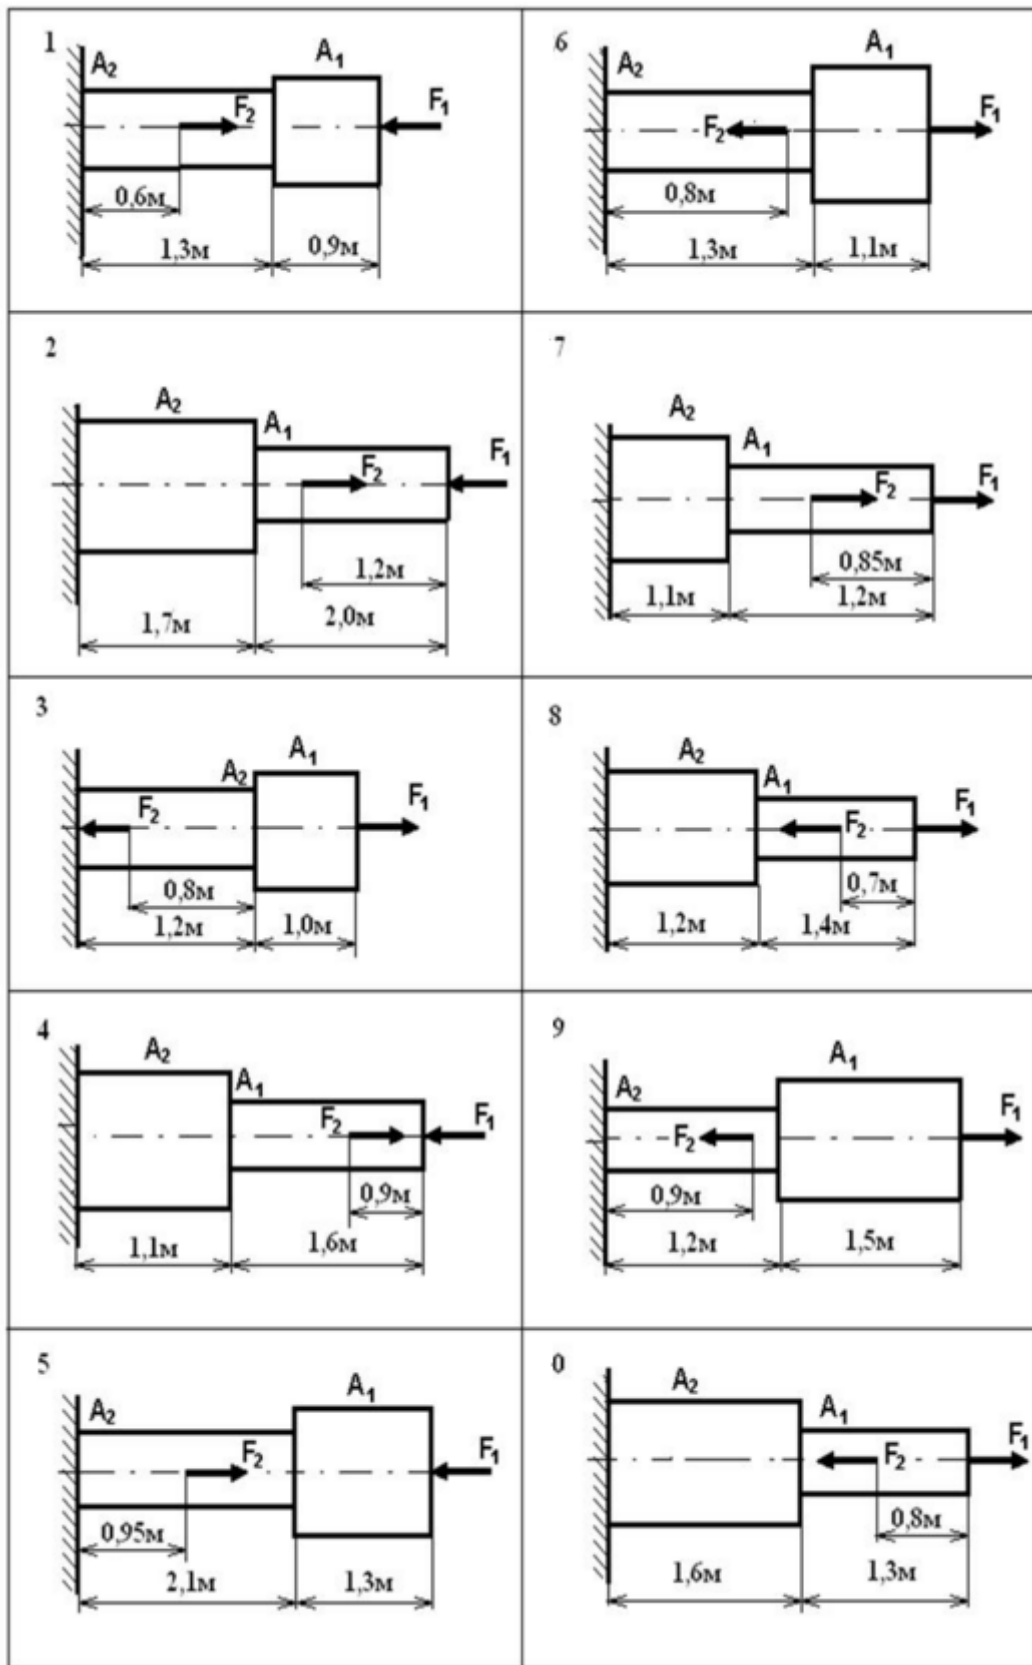 1
A₂
A₁
F₂
F₁
0,6м
1,3м
0,9м
6
A₂
A₁
F₂
F₁
0,8м
1,3м
1,1м
2
A₂
A₁
F₂
F₁
1,2м
1,7м
2,0м
7
A₂
A₁
F₂
F₁
0,85м
1,1м
1,2м
3
A₂
A₁
F₂
F₁
0,8м
1,2м
1,0м
8
A₂
A₁
F₂
F₁
0,7м
1,2м
1,4м
4
A₂
A₁
F₂
F₁
0,9м
1,1м
1,6м
9
A₂
A₁
F₂
F₁
0,9м
1,2м
1,5м
5
A₂
A₁
F₂
F₁
0,95м
2,1м
1,3м
0
A₂
A₁
F₂
F₁
0,8м
1,6м
1,3м